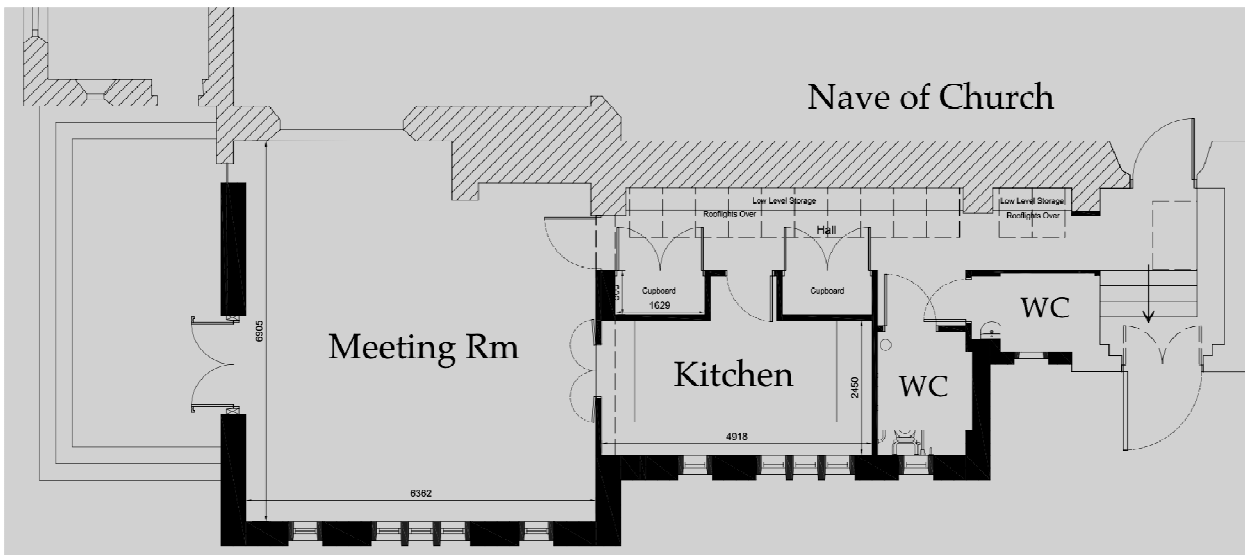 Nave of Church
Low Level Storage
Rooflights Over
Low Level Storage
Rooflights Over
Hall
Cupboard
1629
Cupboard
WC
6905
Meeting Rm
Kitchen
2450
WC
4918
6362